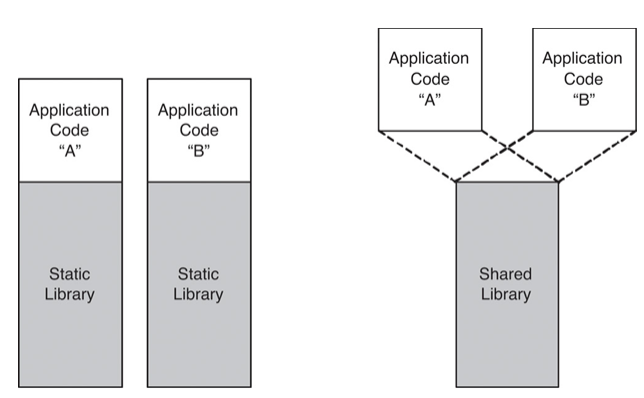 Application
Code
“A”
Static
Library
Application
Code
“B”
Static
Library
Application
Code
“A”
Application
Code
“B”
Shared
Library